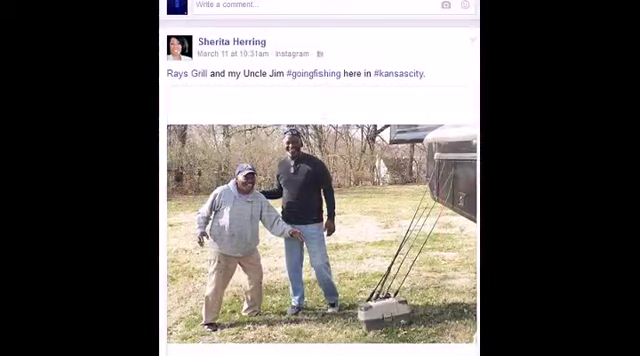 Write a comment...
Sherita Herring
March 11 at 10:31am · Instagram ·
Rays Grill and my Uncle Jim #goingfishing here in #kansascity.